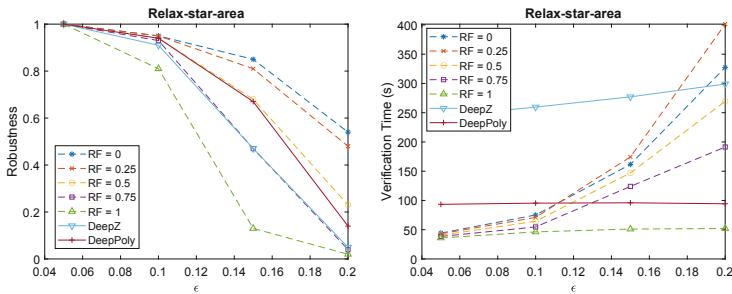 Relax-star-area
Robustness
1
0.8
0.6
0.4
0.2
0
RF = 0
RF = 0.25
RF = 0.5
RF = 0.75
RF = 1
DeepZ
DeepPoly
0.04 0.06 0.08 0.1 0.12 0.14 0.16 0.18 0.2
ϵ
Relax-star-area
Verification Time (s)
400
350
300
250
200
150
100
50
0
RF = 0
RF = 0.25
RF = 0.5
RF = 0.75
RF = 1
DeepZ
DeepPoly
0.04 0.06 0.08 0.1 0.12 0.14 0.16 0.18 0.2
ϵ